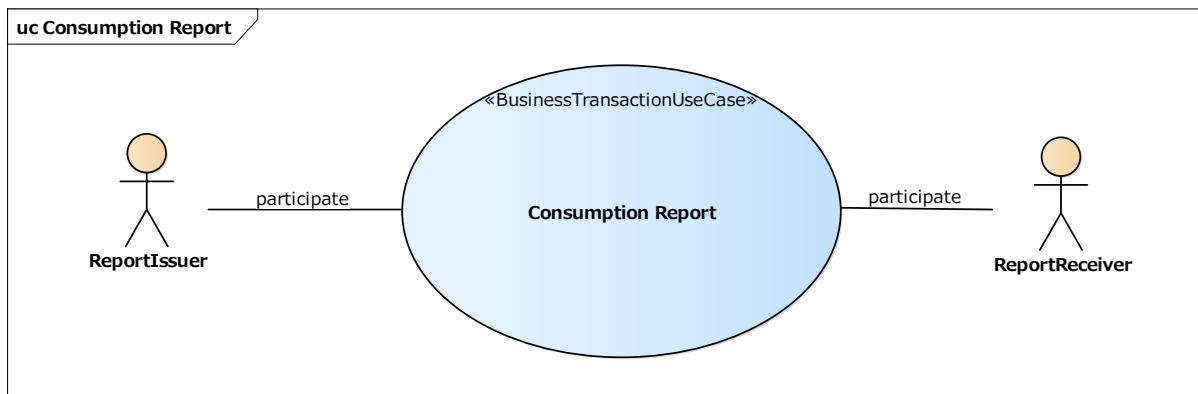 uc Consumption Report
«BusinessTransactionUseCase»
participate
participate
Consumption Report
ReportIssuer
ReportReceiver